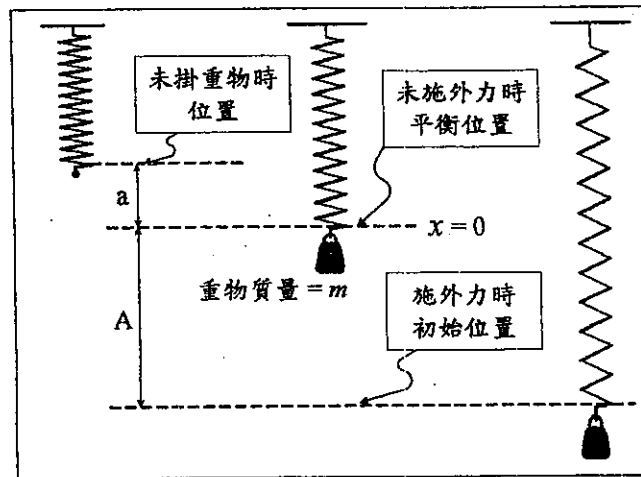 未掛重物時
位置
未施外力時
平衡位置
a
x = 0
重物質量 = m
A
施外力時
初始位置